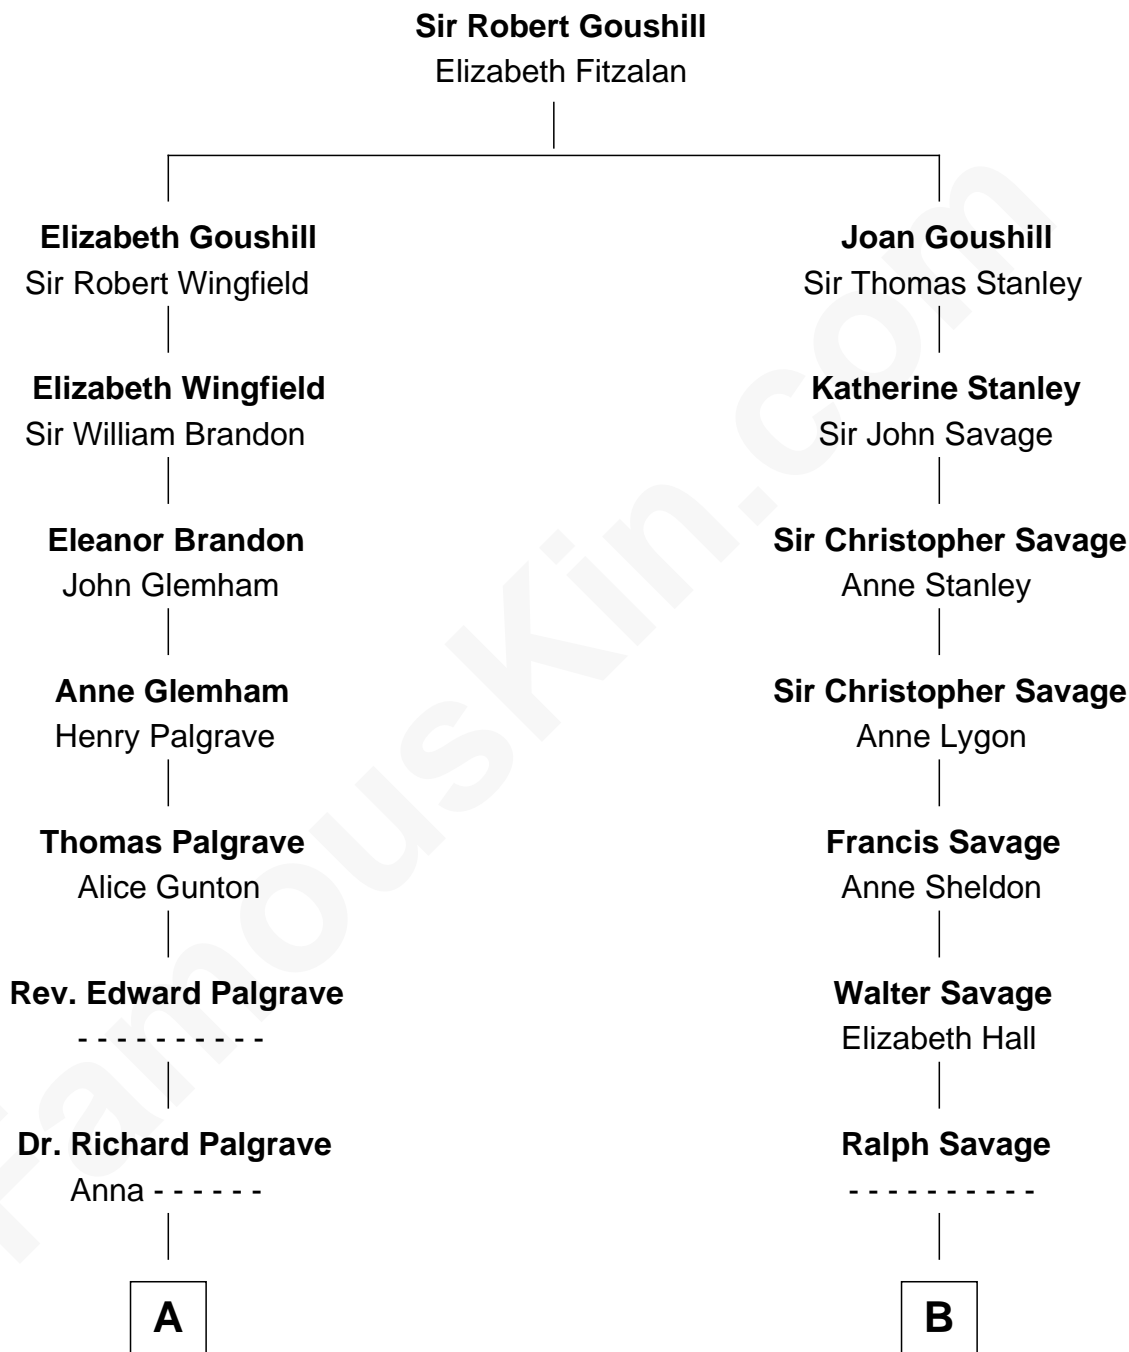 Sir Robert Goushill
Elizabeth Fitzalan
Elizabeth Goushill
Sir Robert Wingfield
Joan Goushill
Sir Thomas Stanley
Elizabeth Wingfield
Sir William Brandon
Katherine Stanley
Sir John Savage
Eleanor Brandon
John Glemham
Sir Christopher Savage
Anne Stanley
Anne Glemham
Henry Palgrave
Sir Christopher Savage
Anne Lygon
Thomas Palgrave
Alice Gunton
Francis Savage
Anne Sheldon
Rev. Edward Palgrave
- - - - - - - - - -
Walter Savage
Elizabeth Hall
Dr. Richard Palgrave
Anna - - - - - -
Ralph Savage
- - - - - - - - - -
A
B
FamousKin.com